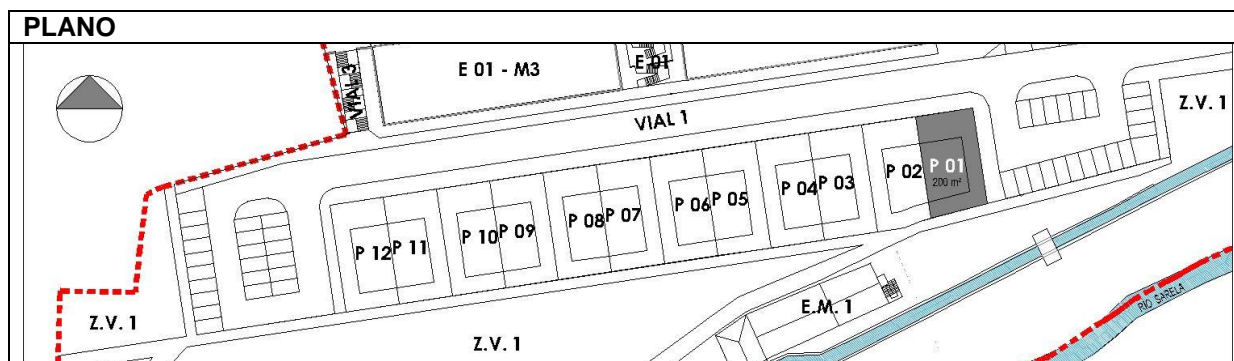 PLANO
E 01 - M3
E 01
VIAL 3
VIAL 1
Z.V. 1
P 01
200 m²
P 02
P 03
P 04
P 05
P 06
P 07
P 08
P 09
P 10
P 11
P 12
Z.V. 1
Z.V. 1
E.M. 1
RIO SARELA